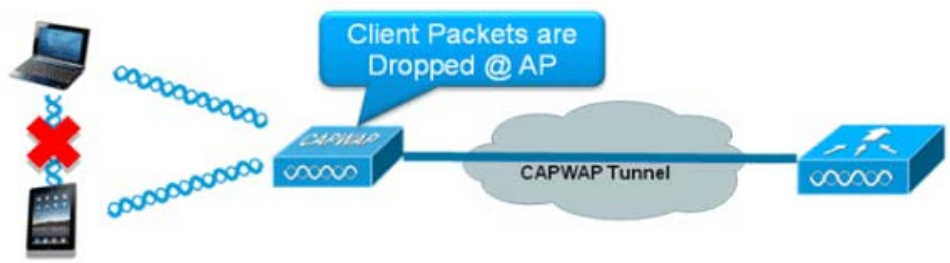 Client Packets are
Dropped @ AP
CAPWAP
CAPWAP Tunnel